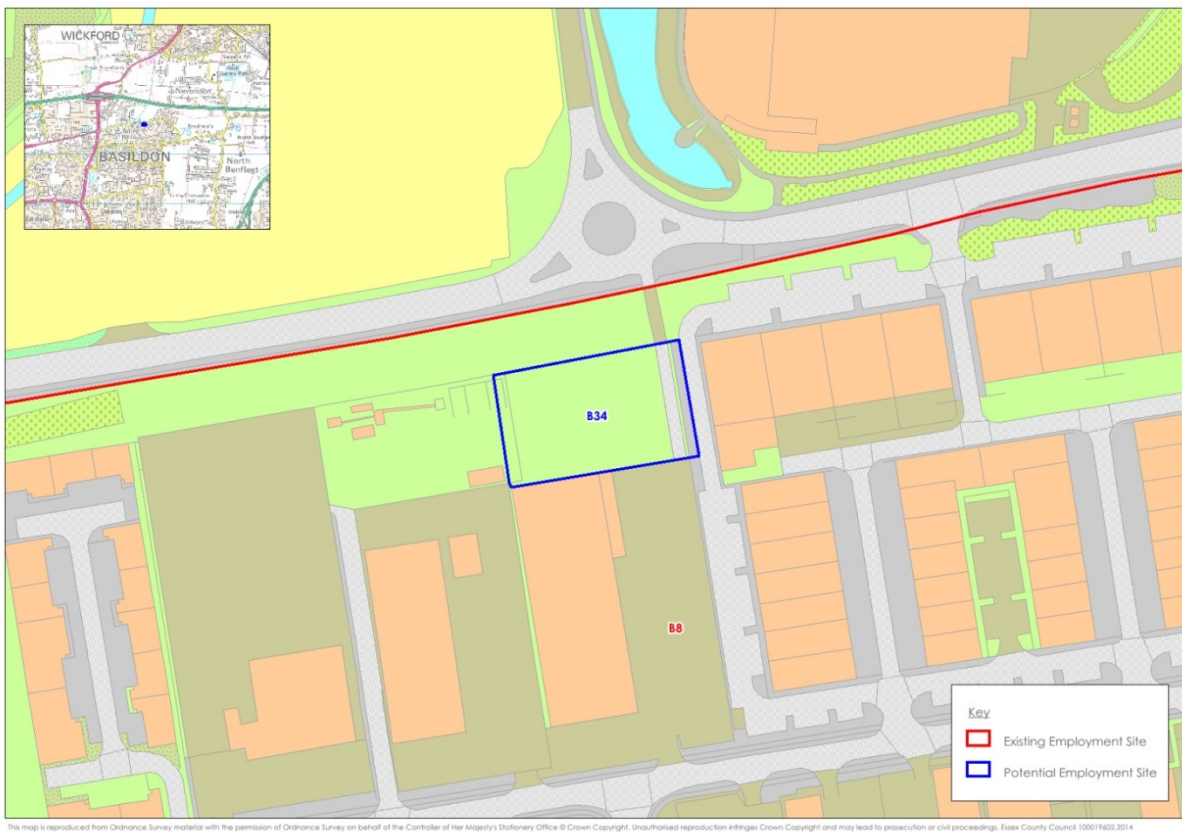 WICKFORD
Nevendon
BASILDON
North
Benfleet
B34
B8
Key
Existing Employment Site
Potential Employment Site
This map is reproduced from Ordnance Survey material with the permission of Ordnance Survey on behalf of the Controller of Her Majesty's Stationery Office © Crown Copyright. Unauthorised reproduction infringes Crown Copyright and may lead to prosecution or civil proceedings. Essex County Council 100019602,2014